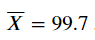 X̅ = 99.7